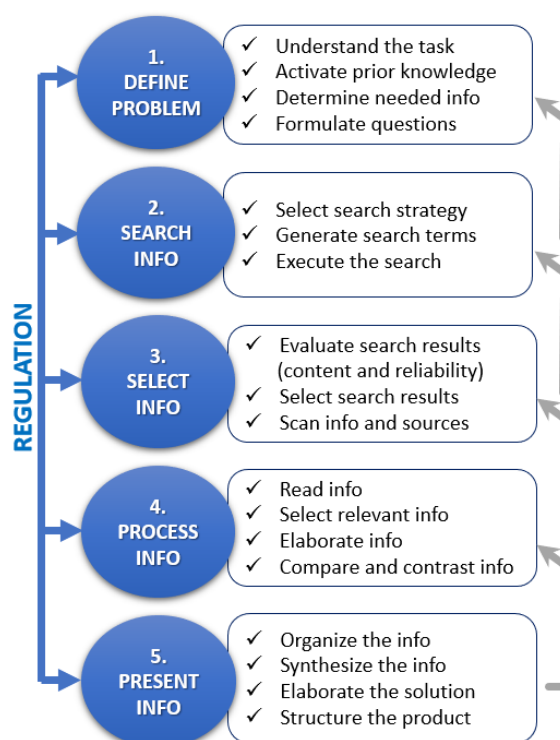 REGULATION
1.
DEFINE
PROBLEM
✓ Understand the task
✓ Activate prior knowledge
✓ Determine needed info
✓ Formulate questions
2.
SEARCH
INFO
✓ Select search strategy
✓ Generate search terms
✓ Execute the search
3.
SELECT
INFO
✓ Evaluate search results
(content and reliability)
✓ Select search results
✓ Scan info and sources
4.
PROCESS
INFO
✓ Read info
✓ Select relevant info
✓ Elaborate info
✓ Compare and contrast info
5.
PRESENT
INFO
✓ Organize the info
✓ Synthesize the info
✓ Elaborate the solution
✓ Structure the product